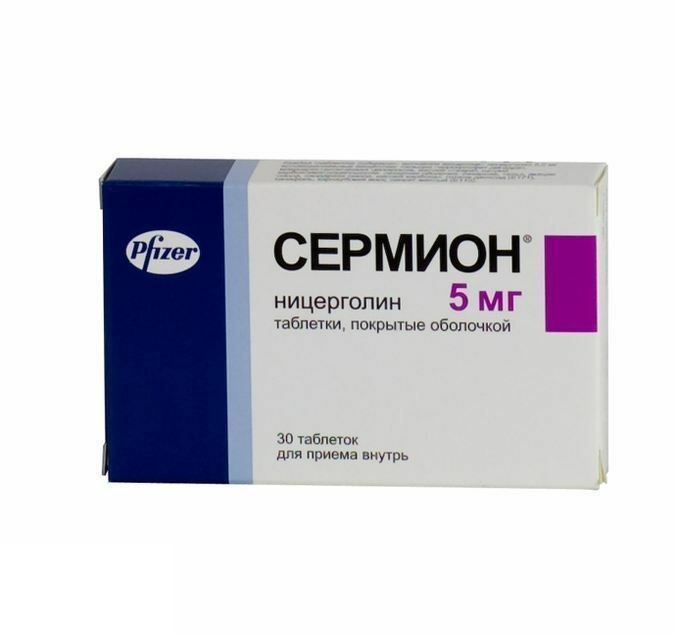 Pfizer
СЕРМИОН®
ницерголин 5 мг
таблетки, покрытые оболочкой
30 таблеток
для приема внутрь